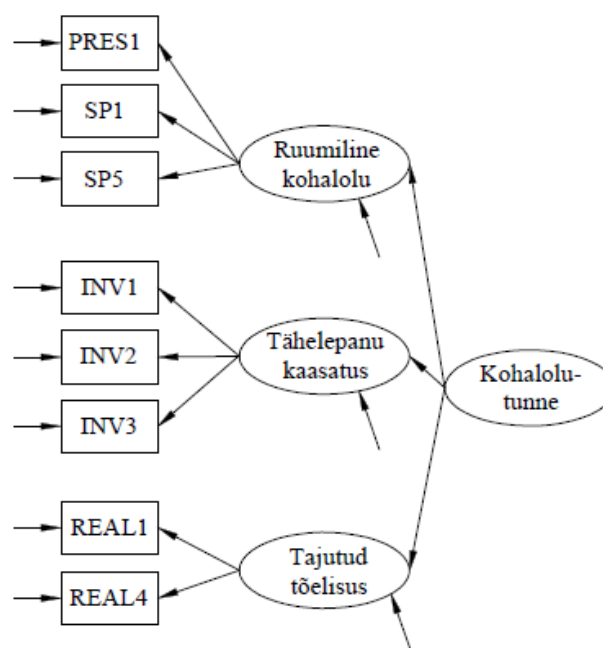 PRES1
SP1
SP5
Ruumiline
kohalolu
INV1
INV2
INV3
Tähelepanu
kaasatus
Kohalolu-
tunne
REAL1
REAL4
Tajutud
tõelisus